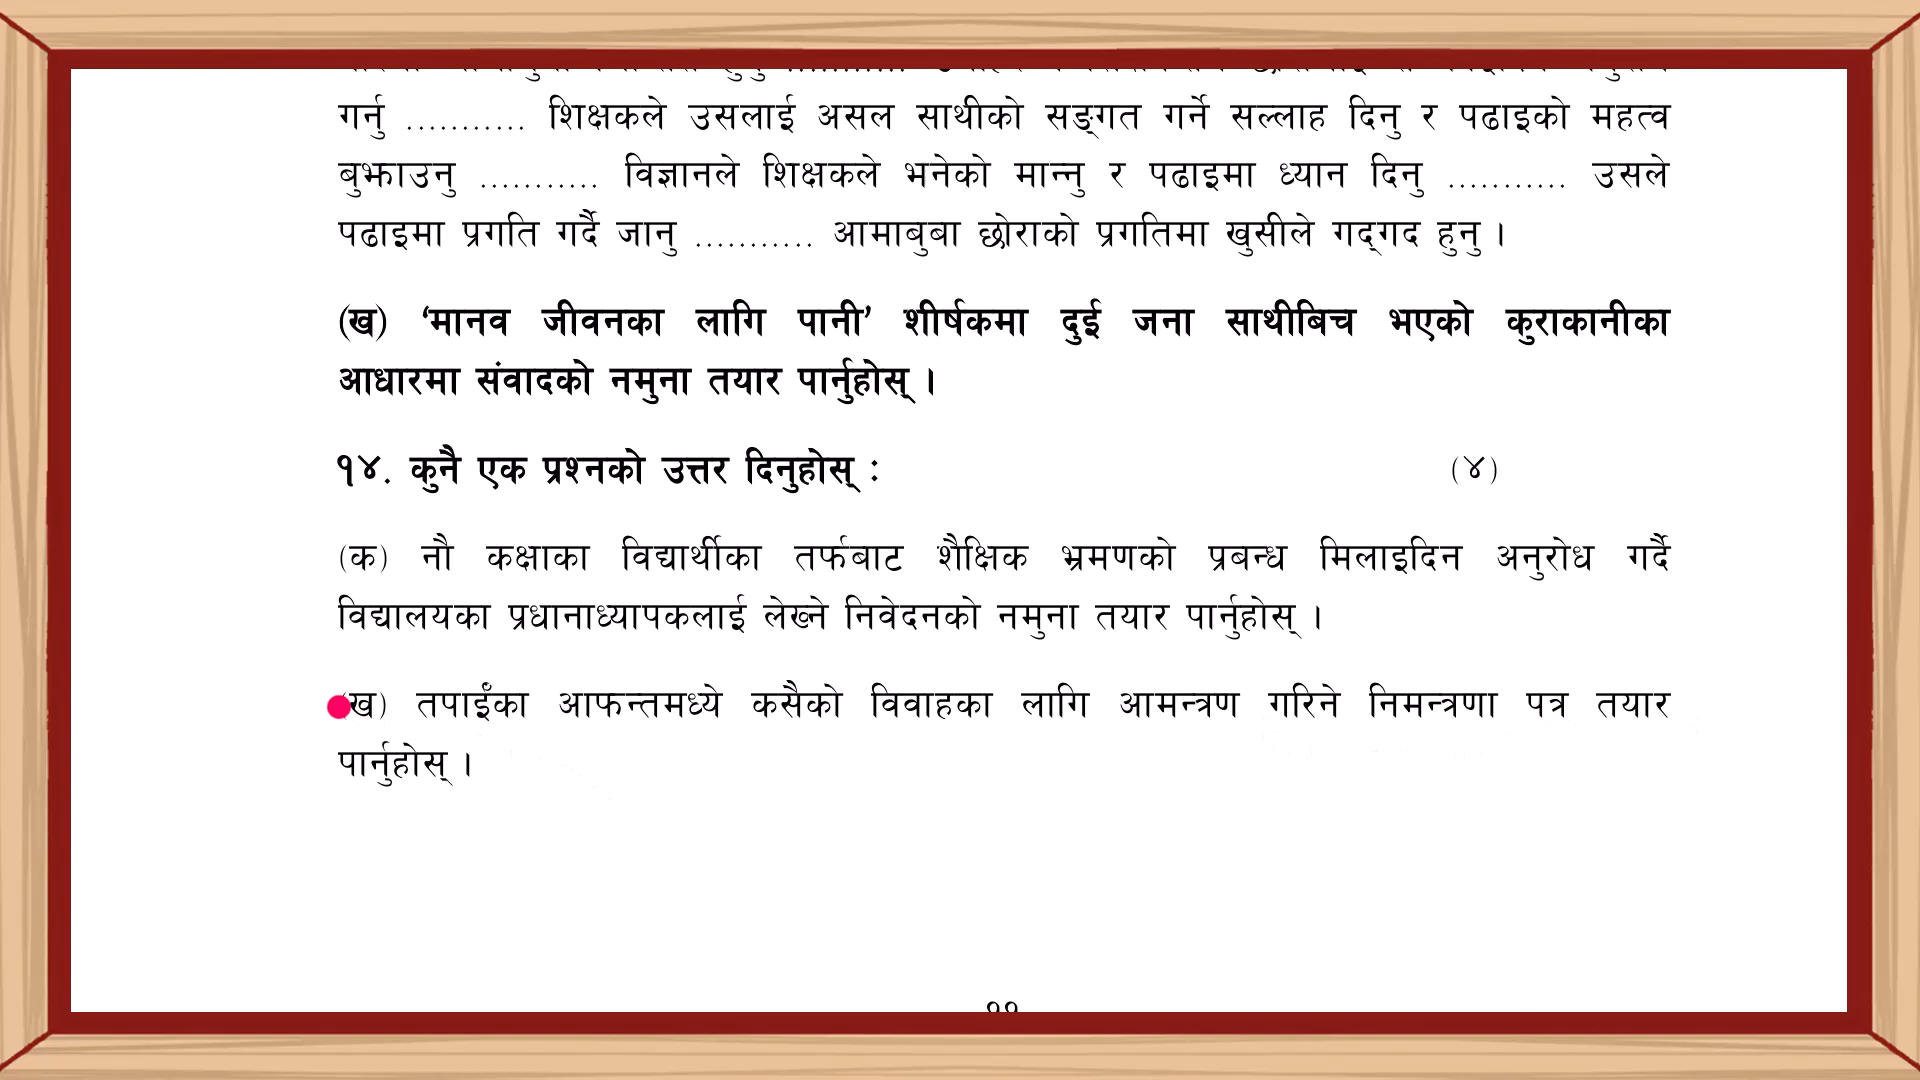 गर्नु ........... शिक्षकले उसलाई असल साथीको सङ्गत गर्ने सल्लाह दिनु र पढाइको महत्व
बुझाउनु ........... विज्ञानले शिक्षकले भनेको मान्नु र पढाइमा ध्यान दिनु ........... उसले
पढाइमा प्रगति गर्दै जानु ........... आमाबुबा छोराको प्रगतिमा खुसीले गद्‌गद हुनु ।
(ख) ‘मानव जीवनका लागि पानी’ शीर्षकमा दुई जना साथीबिच भएको कुराकानीका
आधारमा संवादको नमुना तयार पार्नुहोस् ।
१४. कुनै एक प्रश्नको उत्तर दिनुहोस् : (४)
(क) नौ कक्षाका विद्यार्थीका तर्फबाट शैक्षिक भ्रमणको प्रबन्ध मिलाइदिन अनुरोध गर्दै
विद्यालयका प्रधानाध्यापकलाई लेख्ने निवेदनको नमुना तयार पार्नुहोस् ।
(ख) तपाईंका आफन्तमध्ये कसैको विवाहका लागि आमन्त्रण गरिने निमन्त्रणा पत्र तयार
पार्नुहोस् ।